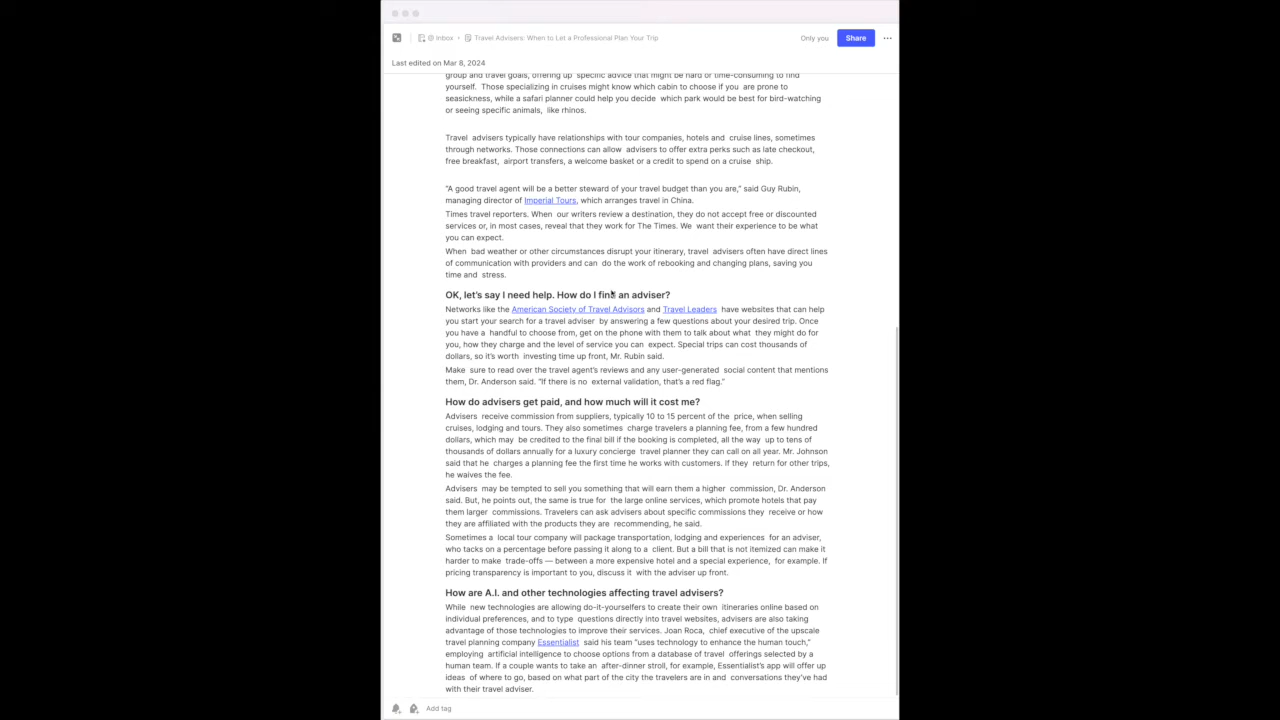 Inbox › Travel Advisers: When to Let a Professional Plan Your Trip
Only you
Share
Last edited on Mar 8, 2024
group and travel goals, offering up specific advice that might be hard or time-consuming to find
yourself. Those specializing in cruises might know which cabin to choose if you are prone to
seasickness, while a safari planner could help you decide which park would be best for bird-watching
or seeing specific animals, like rhinos.
Travel advisers typically have relationships with tour companies, hotels and cruise lines, sometimes
through networks. Those connections can allow advisers to offer extra perks such as late checkout,
free breakfast, airport transfers, a welcome basket or a credit to spend on a cruise ship.
“A good travel agent will be a better steward of your travel budget than you are,” said Guy Rubin,
managing director of Imperial Tours, which arranges travel in China.
Times travel reporters. When our writers review a destination, they do not accept free or discounted
services or, in most cases, reveal that they work for The Times. We want their experience to be what
you can expect.
When bad weather or other circumstances disrupt your itinerary, travel advisers often have direct lines
of communication with providers and can do the work of rebooking and changing plans, saving you
time and stress.
OK, let’s say I need help. How do I find an adviser?
Networks like the American Society of Travel Advisors and Travel Leaders have websites that can help
you start your search for a travel adviser by answering a few questions about your desired trip. Once
you have a handful to choose from, get on the phone with them to talk about what they might do for
you, how they charge and the level of service you can expect. Special trips can cost thousands of
dollars, so it’s worth investing time up front, Mr. Rubin said.
Make sure to read over the travel agent’s reviews and any user-generated social content that mentions
them, Dr. Anderson said. “If there is no external validation, that’s a red flag.”
How do advisers get paid, and how much will it cost me?
Advisers receive commission from suppliers, typically 10 to 15 percent of the price, when selling
cruises, lodging and tours. They also sometimes charge travelers a planning fee, from a few hundred
dollars, which may be credited to the final bill if the booking is completed, all the way up to tens of
thousands of dollars annually for a luxury concierge travel planner they can call on all year. Mr. Johnson
said that he charges a planning fee the first time he works with customers. If they return for other trips,
he waives the fee.
Advisers may be tempted to sell you something that will earn them a higher commission, Dr. Anderson
said. But, he points out, the same is true for the large online services, which promote hotels that pay
them larger commissions. Travelers can ask advisers about specific commissions they receive or how
they are affiliated with the products they are recommending, he said.
Sometimes a local tour company will package transportation, lodging and experiences for an adviser,
who tacks on a percentage before passing it along to a client. But a bill that is not itemized can make it
harder to make trade-offs — between a more expensive hotel and a special experience, for example. If
pricing transparency is important to you, discuss it with the adviser up front.
How are A.I. and other technologies affecting travel advisers?
While new technologies are allowing do-it-yourselfers to create their own itineraries online based on
individual preferences, and to type questions directly into travel websites, advisers are also taking
advantage of those technologies to improve their services. Joan Roca, chief executive of the upscale
travel planning company Essentialist said his team “uses technology to enhance the human touch,”
employing artificial intelligence to choose options from a database of travel offerings selected by a
human team. If a couple wants to take an after-dinner stroll, for example, Essentialist’s app will offer up
ideas of where to go, based on what part of the city the travelers are in and conversations they’ve had
with their travel adviser.
Add tag